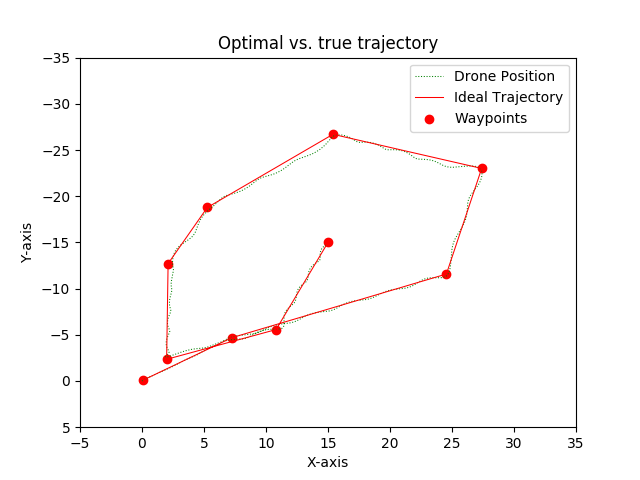 Optimal vs. true trajectory
Drone Position
Ideal Trajectory
Waypoints
Y-axis
−35
−30
−25
−20
−15
−10
−5
0
5
−5 0 5 10 15 20 25 30 35
X-axis